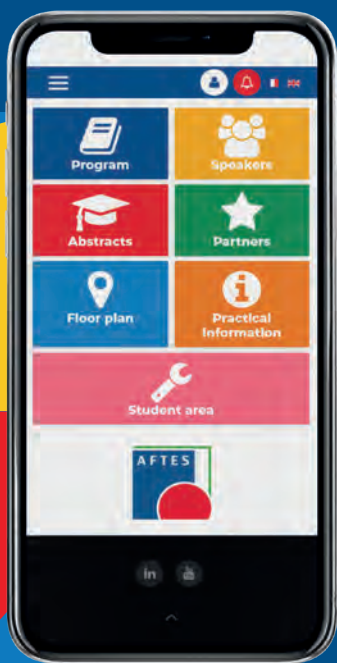 Program
Speakers
Abstracts
Partners
Floor plan
Practical
Information
Student area
AFTES
in